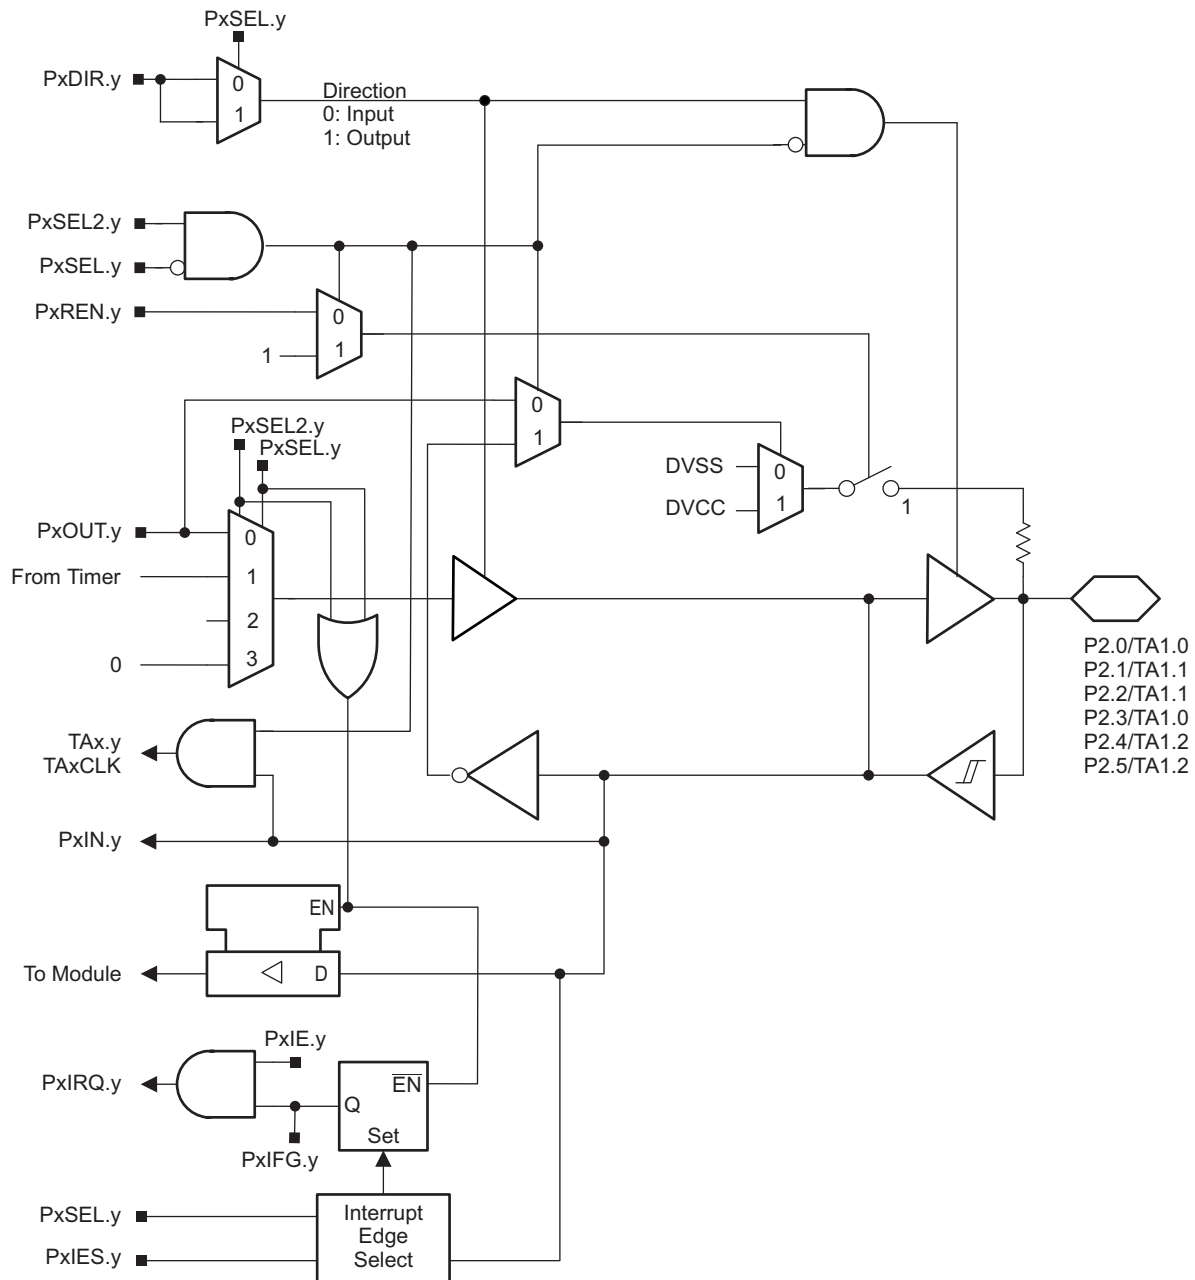 PxSEL.y
PxDIR.y
0
1
Direction
0: Input
1: Output
PxSEL2.y
PxSEL.y
PxREN.y
0
1
1
0
1
PxSEL2.y
PxSEL.y
DVSS
DVCC
0
1
1
PxOUT.y
From Timer
0
0
1
2
3
P2.0/TA1.0
P2.1/TA1.1
P2.2/TA1.1
P2.3/TA1.0
P2.4/TA1.2
P2.5/TA1.2
TAx.y
TAxCLK
PxIN.y
EN
To Module
D
PxIE.y
PxIRQ.y
EN
Q
Set
PxIFG.y
PxSEL.y
PxIES.y
Interrupt
Edge
Select